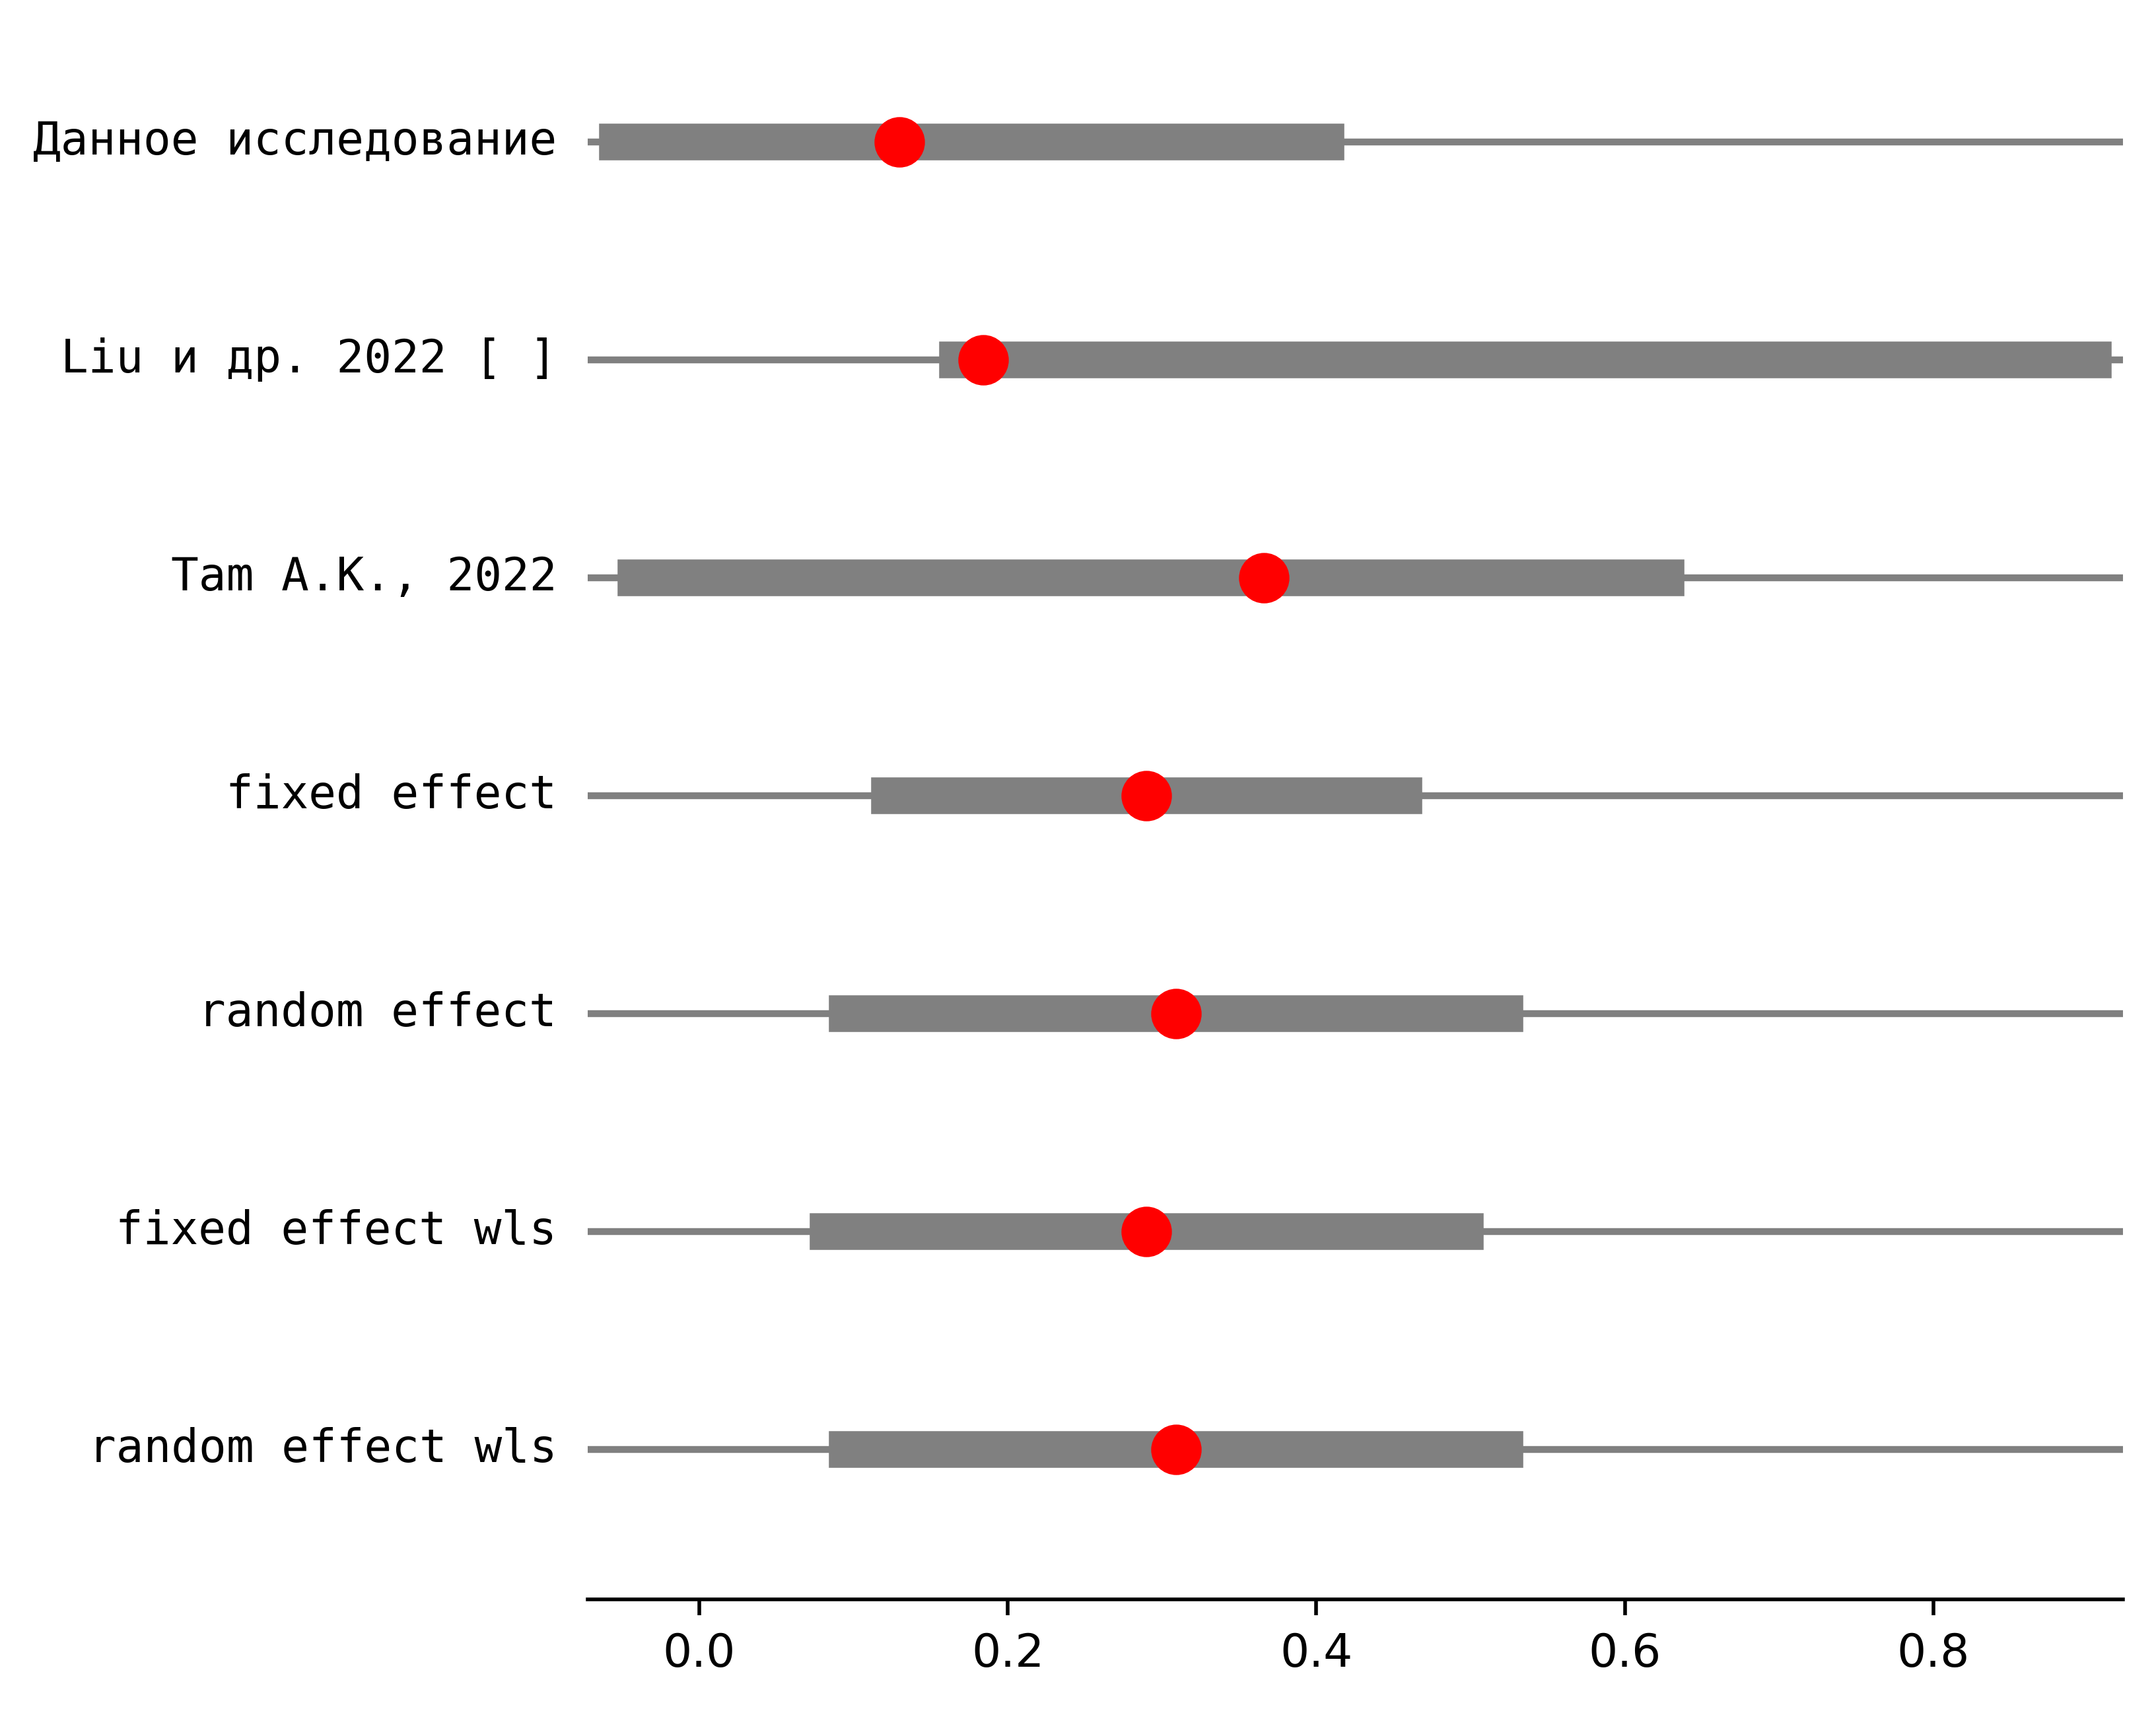 Данное исследование
Liu и др. 2022 [ ]
Tam A.K., 2022
fixed effect
random effect
fixed effect wls
random effect wls
0.0 0.2 0.4 0.6 0.8